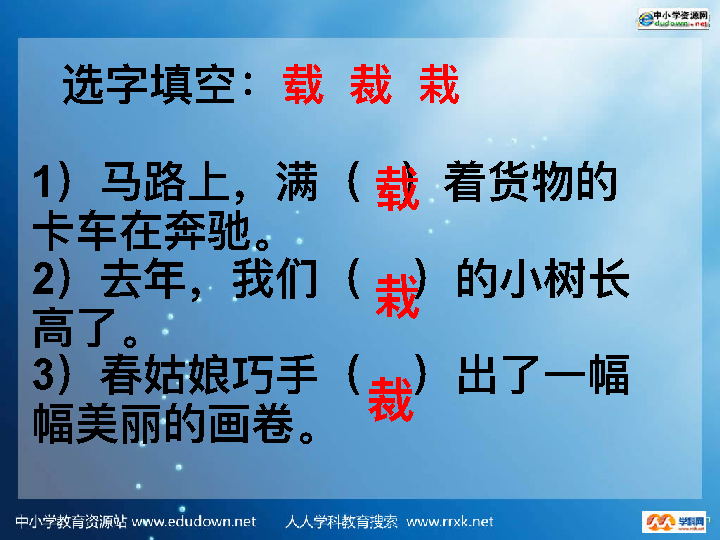 中小学资源网
edudown.net
选字填空：载 裁 栽
1）马路上，满（载）着货物的
卡车在奔驰。
2）去年，我们（栽）的小树长
高了。
3）春姑娘巧手（裁）出了一幅
幅美丽的画卷。
中小学教育资源站 www.edudown.net 人人学科教育搜索 www.rrxk.net
学科网